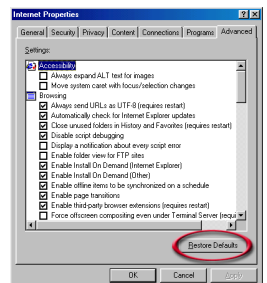 Internet Properties
General Security Privacy Content Connections Programs Advanced
Settings:
Accessibility
Always expand ALT text for images
Move system caret with focus/selection changes
Browsing
Always send URLs as UTF-8 (requires restart)
Automatically check for Internet Explorer updates
Close unused folders in History and Favorites (requires restart)
Disable script debugging
Display a notification about every script error
Enable folder view for FTP sites
Enable Install On Demand (Internet Explorer)
Enable Install On Demand (Other)
Enable offline items to be synchronized on a schedule
Enable page transitions
Enable third-party browser extensions (requires restart)
Force offscreen compositing even under Terminal Server (requi
Restore Defaults
OK Cancel Apply